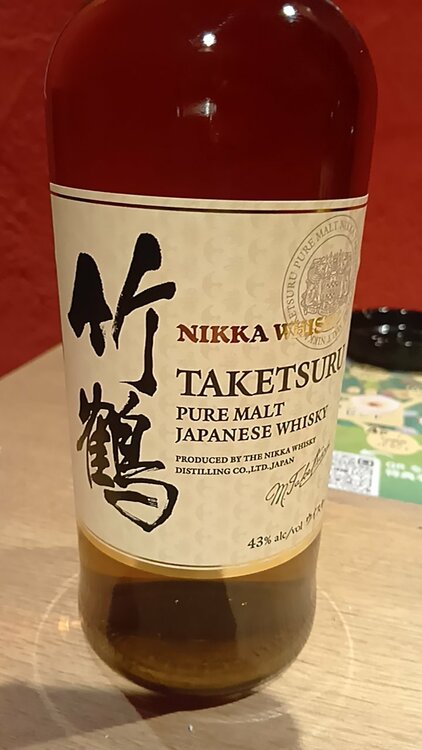 竹鶴
NIKKA WHIS
TAKETSURU
PURE MALT
JAPANESE WHISKY
PRODUCED BY THE NIKKA WHISKY
DISTILLING CO.,LTD.,JAPAN
43% alc/vol